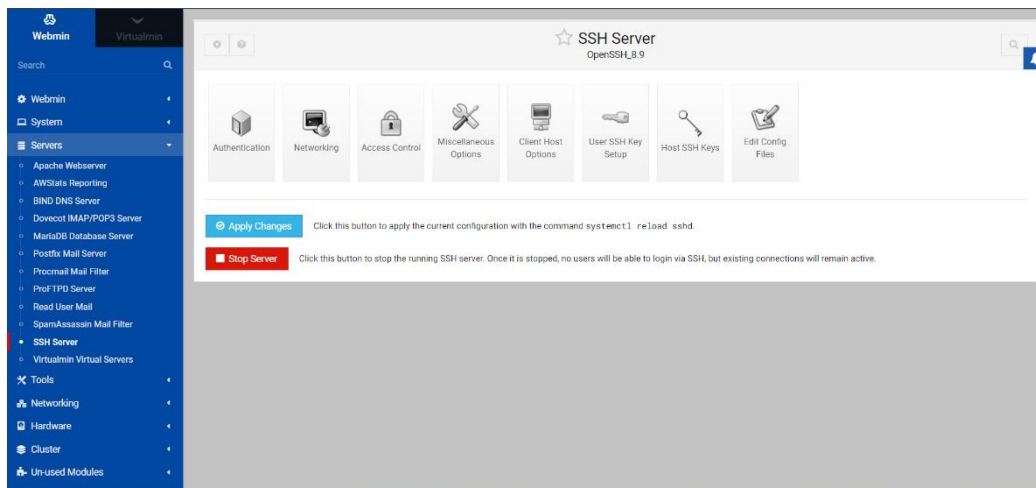 Webmin
Virtualmin
Search
Webmin
System
Servers
Apache Webserver
AWStats Reporting
BIND DNS Server
Dovecot IMAP/POP3 Server
MariaDB Database Server
Postfix Mail Server
Procmail Mail Filter
ProFTPD Server
Read User Mail
SpamAssassin Mail Filter
SSH Server
Virtualmin Virtual Servers
Tools
Networking
Hardware
Cluster
Un-used Modules
SSH Server
OpenSSH_8.9
Authentication
Networking
Access Control
Miscellaneous
Options
Client Host
Options
User SSH Key
Setup
Host SSH Keys
Edit Config
Files
Apply Changes
Click this button to apply the current configuration with the command systemctl reload sshd.
Stop Server
Click this button to stop the running SSH server. Once it is stopped, no users will be able to login via SSH, but existing connections will remain active.